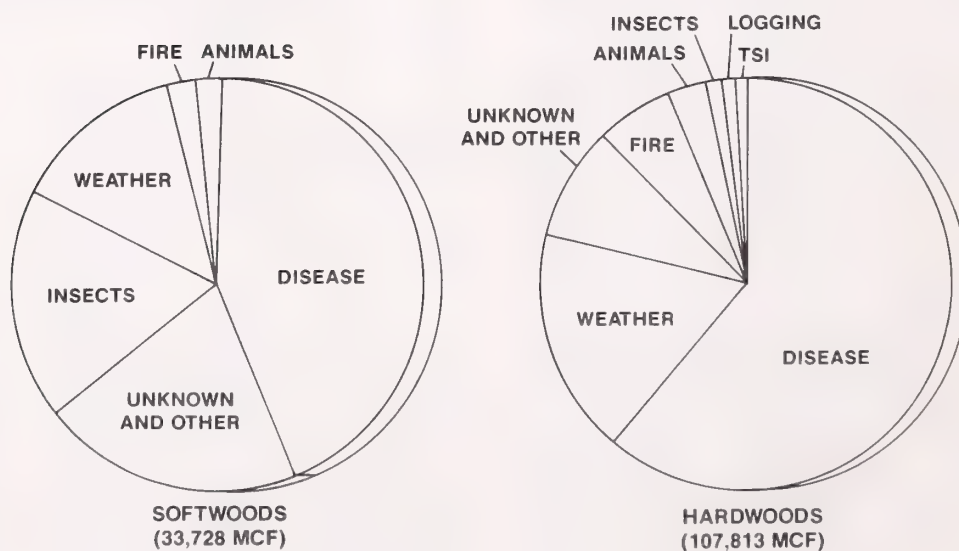 FIRE
ANIMALS
WEATHER
DISEASE
INSECTS
UNKNOWN
AND OTHER
SOFTWOODS
(33,728 MCF)
INSECTS
LOGGING
ANIMALS
TSI
UNKNOWN
AND OTHER
FIRE
WEATHER
DISEASE
HARDWOODS
(107,813 MCF)